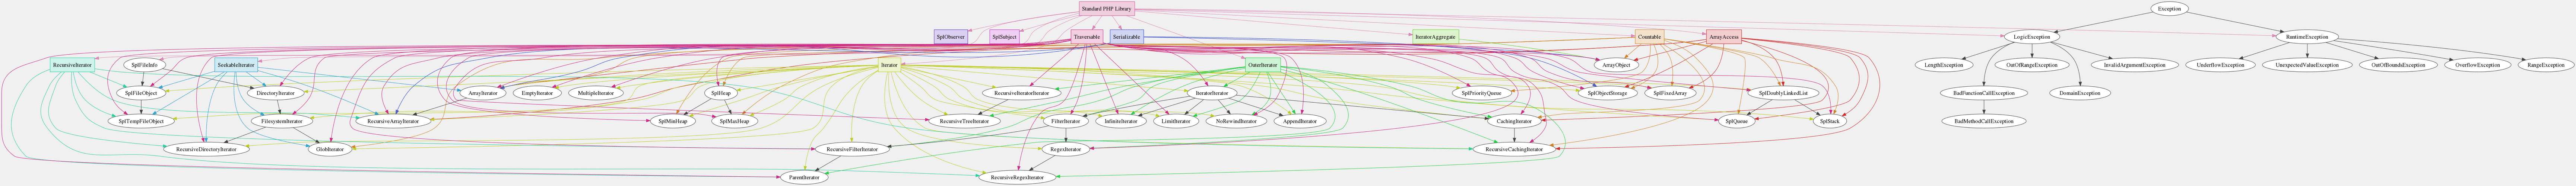 Standard PHP Library
Exception
SplObserver
SplSubject
Traversable
Serializable
IteratorAggregate
Countable
ArrayAccess
LogicException
RuntimeException
RecursiveIterator
SplFileInfo
SeekableIterator
Iterator
OuterIterator
ArrayObject
LengthException
OutOfRangeException
InvalidArgumentException
UnderflowException
UnexpectedValueException
OutOfBoundsException
OverflowException
RangeException
SplFileObject
DirectoryIterator
ArrayIterator
EmptyIterator
MultipleIterator
SplHeap
RecursiveIteratorIterator
IteratorIterator
SplPriorityQueue
SplObjectStorage
SplFixedArray
SplDoublyLinkedList
BadFunctionCallException
DomainException
SplTempFileObject
FilesystemIterator
RecursiveArrayIterator
SplMinHeap
SplMaxHeap
RecursiveTreeIterator
FilterIterator
InfiniteIterator
LimitIterator
NoRewindIterator
AppendIterator
CachingIterator
SplQueue
SplStack
BadMethodCallException
RecursiveDirectoryIterator
GlobIterator
RecursiveFilterIterator
RegexIterator
RecursiveCachingIterator
ParentIterator
RecursiveRegexIterator